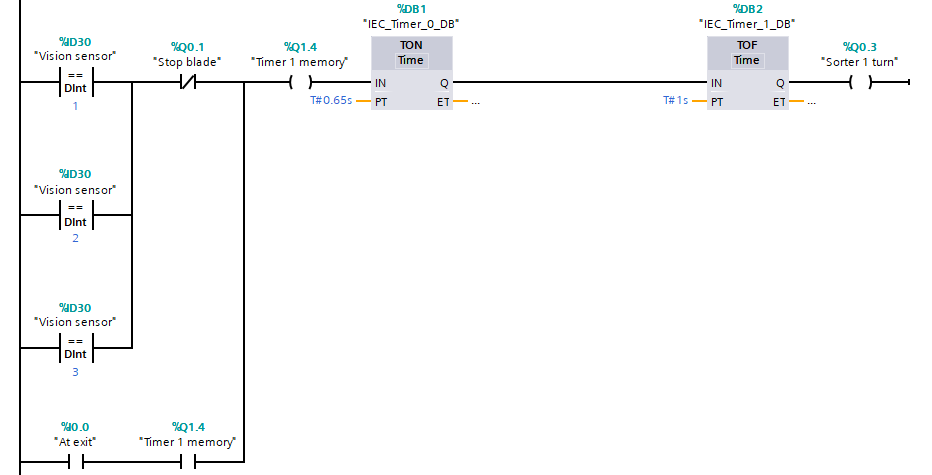 %DB1
"IEC_Timer_0_DB"
%DB2
"IEC_Timer_1_DB"
%ID30
"Vision sensor"
==
DInt
1
%Q0.1
"Stop blade"
%Q1.4
"Timer 1 memory"
TON
Time
IN
Q
T#0.65s
PT
ET
...
TOF
Time
IN
Q
T#1s
PT
ET
...
%Q0.3
"Sorter 1 turn"
%ID30
"Vision sensor"
==
DInt
2
%ID30
"Vision sensor"
==
DInt
3
%I0.0
"At exit"
%Q1.4
"Timer 1 memory"